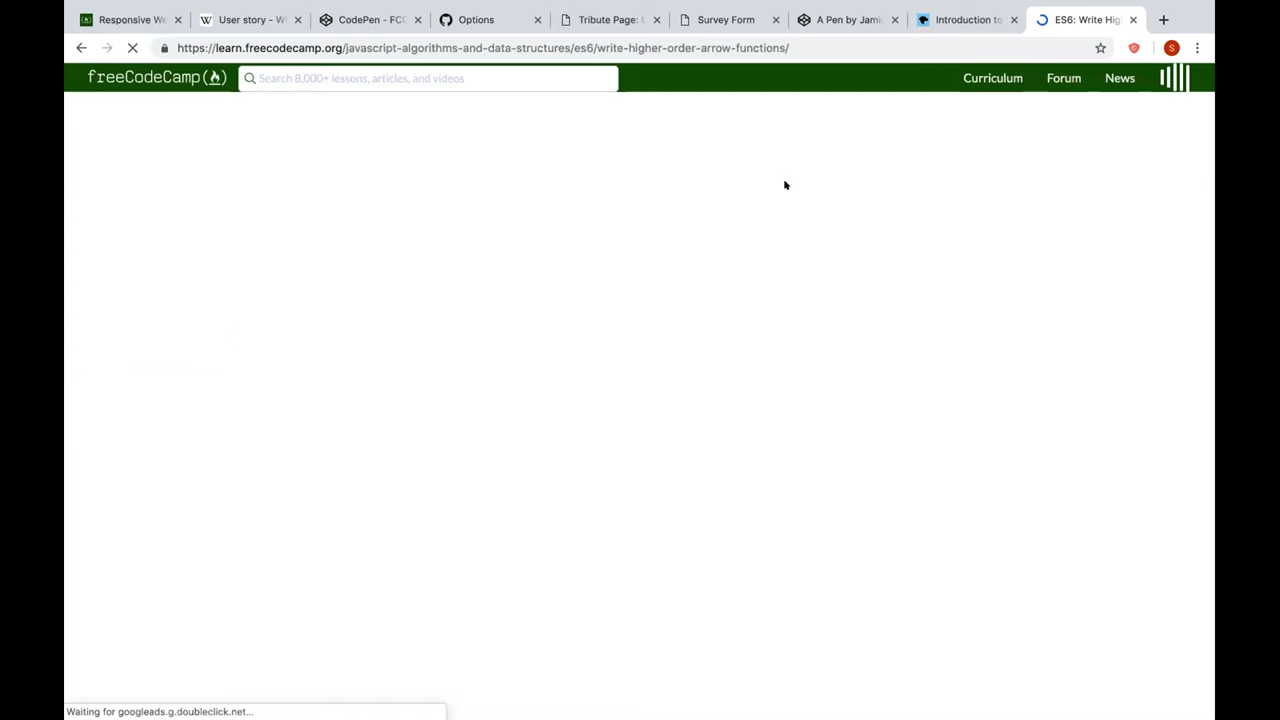 Responsive We
User story - W
CodePen - FCC
Options
Tribute Page:
Survey Form
A Pen by Jami
Introduction to
ES6: Write Hig
https://learn.freecodecamp.org/javascript-algorithms-and-data-structures/es6/write-higher-order-arrow-functions/
S
freeCodeCamp
Search 8,000+ lessons, articles, and videos
Curriculum
Forum
News
Waiting for googleads.g.doubleclick.net...